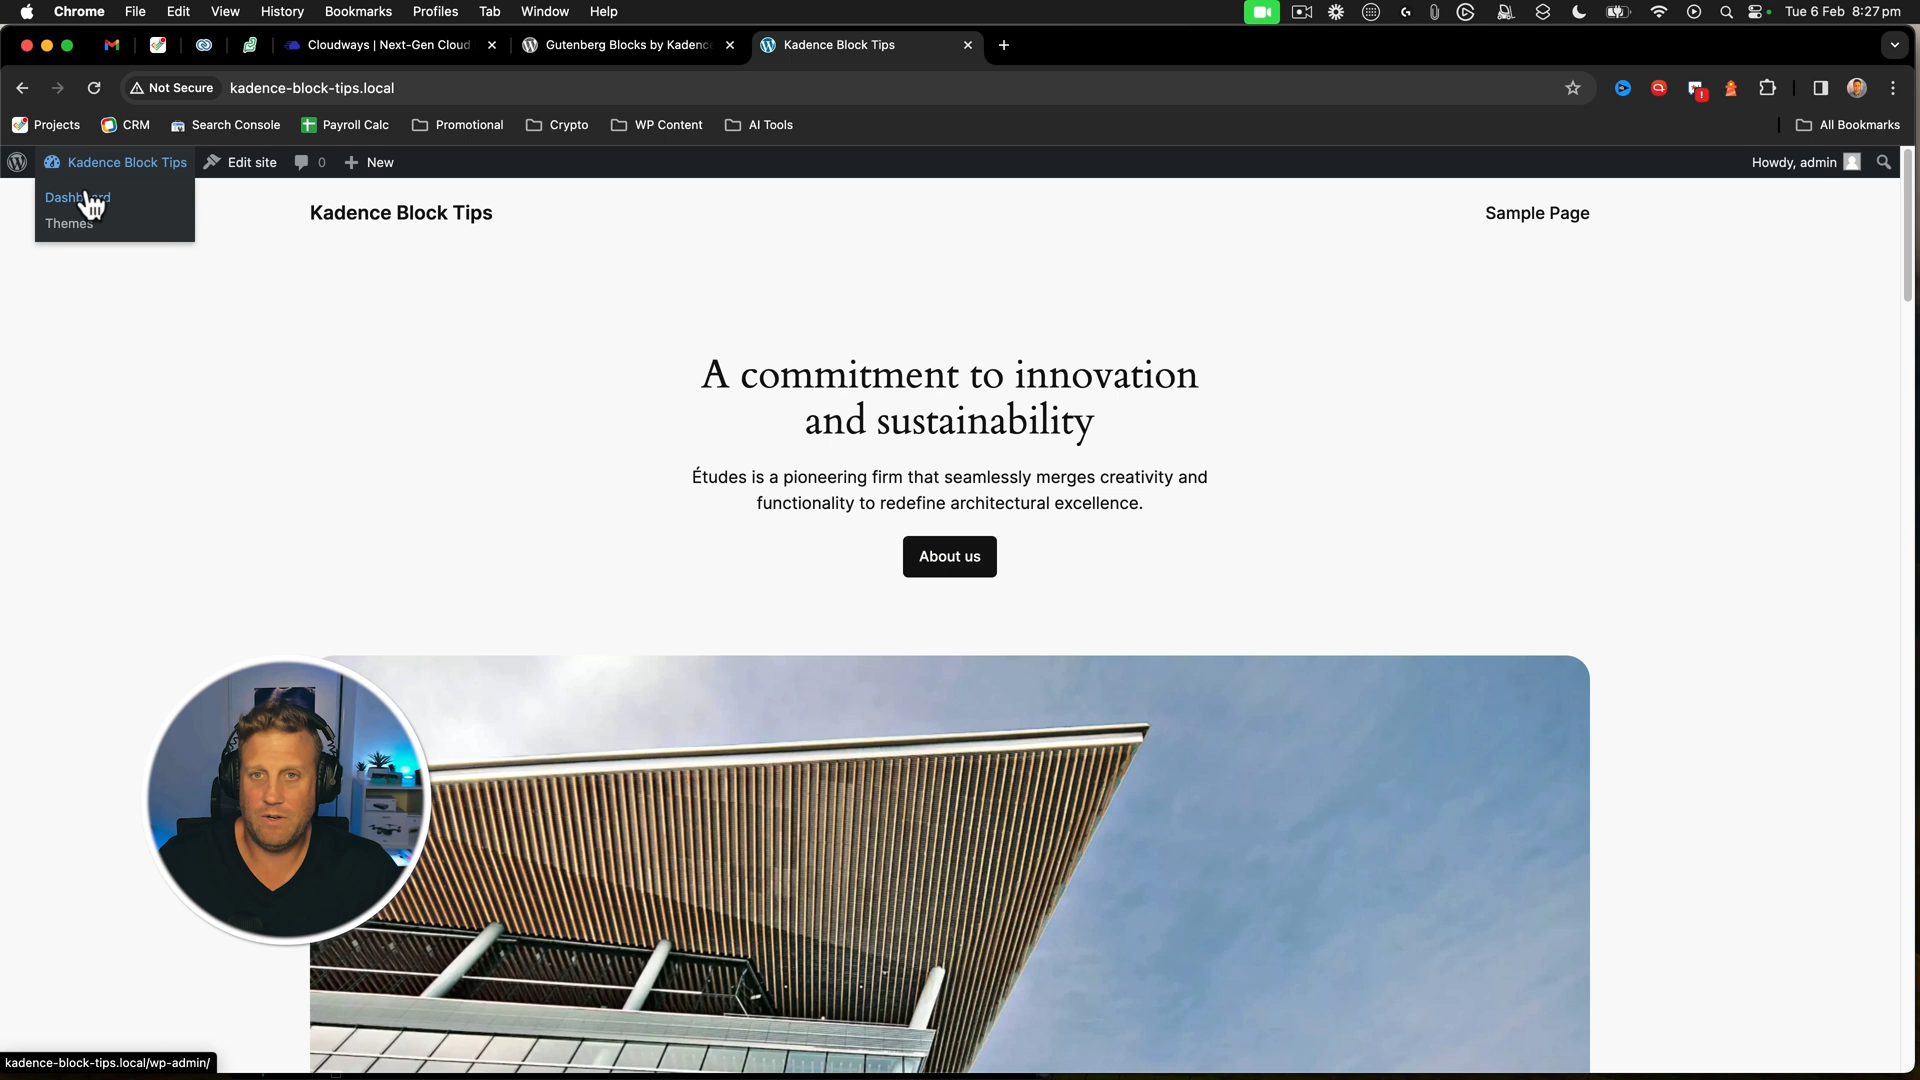 Chrome File Edit View History Bookmarks Profiles Tab Window Help Tue 6 Feb 8:27 pm
Cloudways | Next-Gen Cloud Gutenberg Blocks by Kadence Kadence Block Tips
Not Secure kadence-block-tips.local
Projects CRM Search Console Payroll Calc Promotional Crypto WP Content AI Tools All Bookmarks
Kadence Block Tips Edit site 0 New Howdy, admin
Dashboard
Themes
Kadence Block Tips Sample Page
A commitment to innovation
and sustainability
Études is a pioneering firm that seamlessly merges creativity and
functionality to redefine architectural excellence.
About us
kadence-block-tips.local/wp-admin/